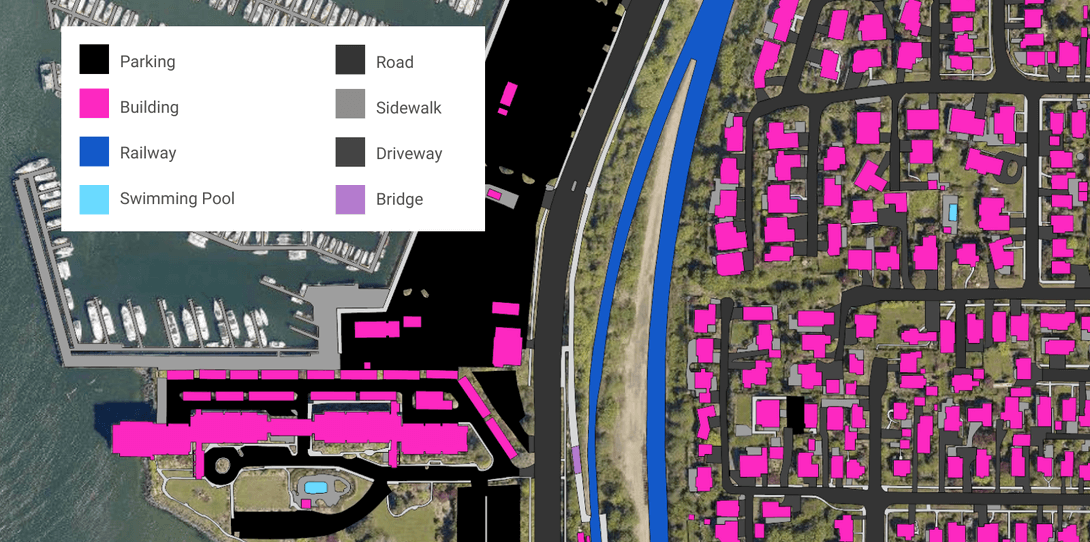 Parking
Building
Railway
Swimming Pool
Road
Sidewalk
Driveway
Bridge